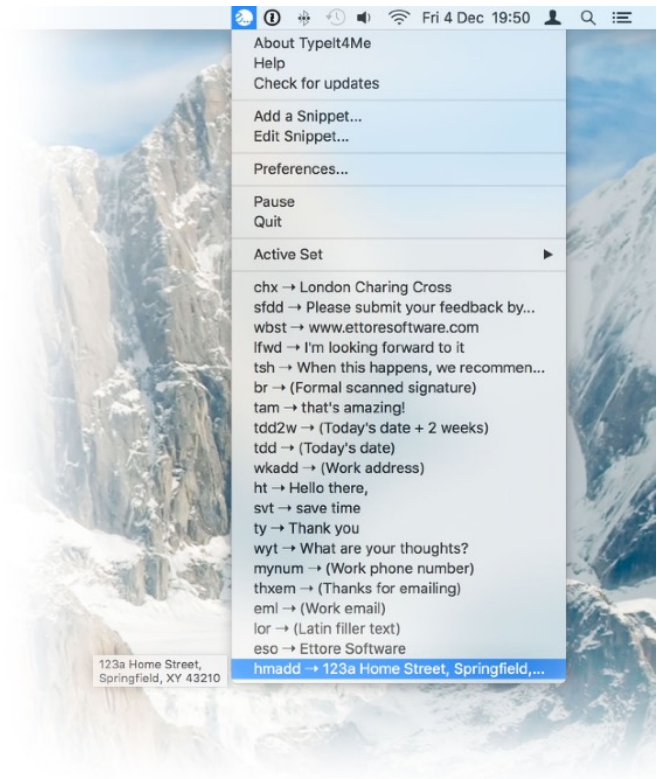 Fri 4 Dec 19:50
About TypeIt4Me
Help
Check for updates
Add a Snippet...
Edit Snippet...
Preferences...
Pause
Quit
Active Set
chx → London Charing Cross
sfdd → Please submit your feedback by...
wbst → www.ettoresoftware.com
lfwd → I'm looking forward to it
tsh → When this happens, we recommen...
br → (Formal scanned signature)
tam → that's amazing!
tdd2w → (Today's date + 2 weeks)
tdd → (Today's date)
wkadd → (Work address)
ht → Hello there,
svt → save time
ty → Thank you
wyt → What are your thoughts?
mynum → (Work phone number)
thxem → (Thanks for emailing)
eml → (Work email)
lor → (Latin filler text)
eso → Ettore Software
hmadd → 123a Home Street, Springfield,...
123a Home Street,
Springfield, XY 43210